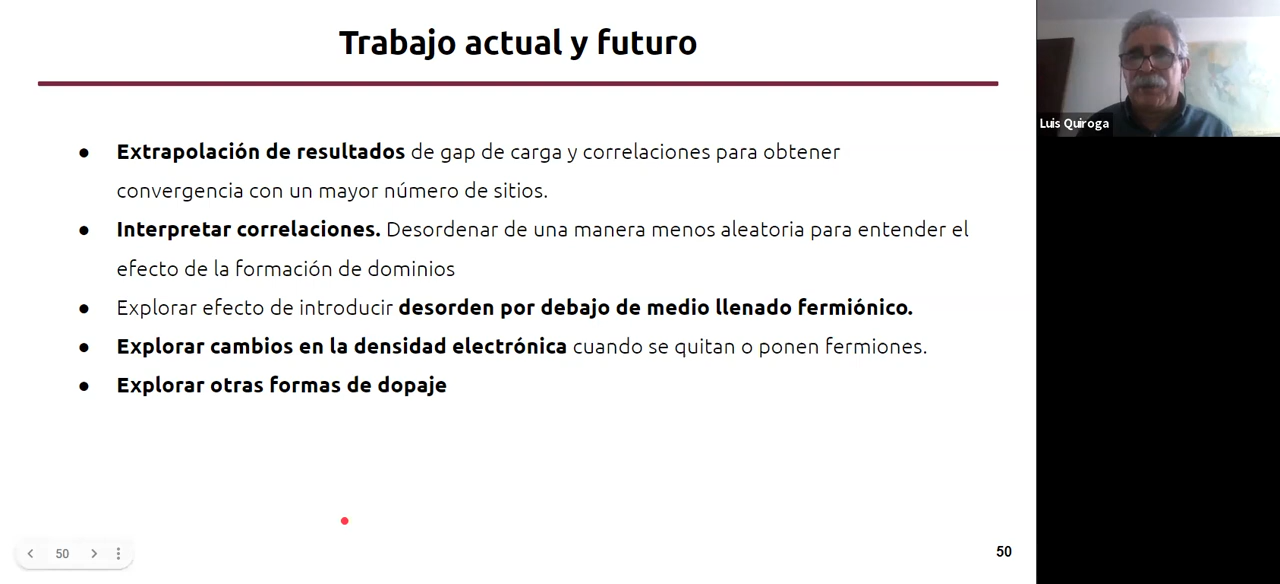 Trabajo actual y futuro
● Extrapolación de resultados de gap de carga y correlaciones para obtener
convergencia con un mayor número de sitios.
● Interpretar correlaciones. Desordenar de una manera menos aleatoria para entender el
efecto de la formación de dominios
● Explorar efecto de introducir desorden por debajo de medio llenado fermiónico.
● Explorar cambios en la densidad electrónica cuando se quitan o ponen fermiones.
● Explorar otras formas de dopaje
50
50
Luis Quiroga